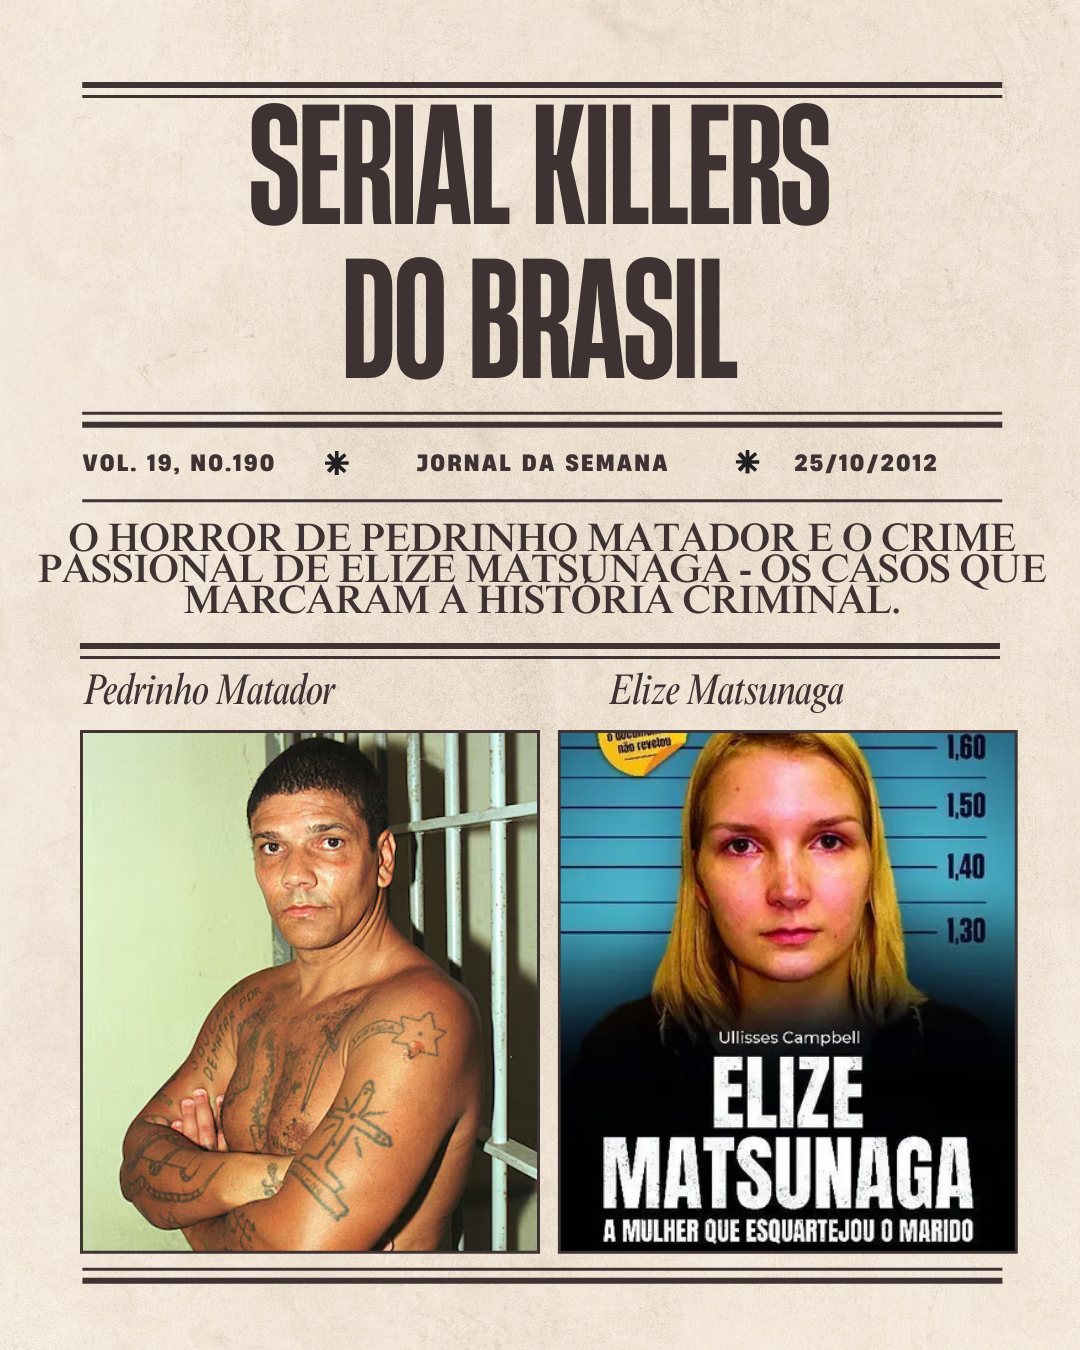 SERIAL KILLERS
DO BRASIL
VOL. 19, NO.190 * JORNAL DA SEMANA * 25/10/2012
O HORROR DE PEDRINHO MATADOR E O CRIME
PASSIONAL DE ELIZE MATSUNAGA - OS CASOS QUE
MARCARAM A HISTÓRIA CRIMINAL.
Pedrinho Matador
Elize Matsunaga
DEMATAR POR
não revelou
1,60
1,50
1,40
1,30
Ullisses Campbell
ELIZE
MATSUNAGA
A MULHER QUE ESQUARTEJOU O MARIDO